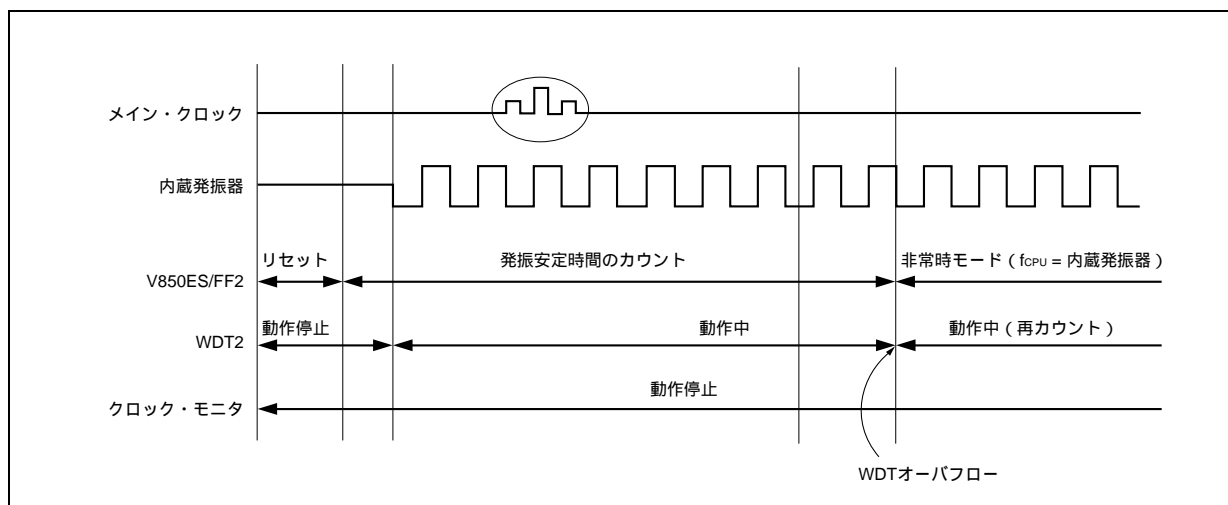 メイン・クロック
内蔵発振器
リセット
発振安定時間のカウント
非常時モード（fCPU = 内蔵発振器）
V850ES/FF2
動作停止
動作中
動作中（再カウント）
WDT2
動作停止
クロック・モニタ
WDTオーバフロー